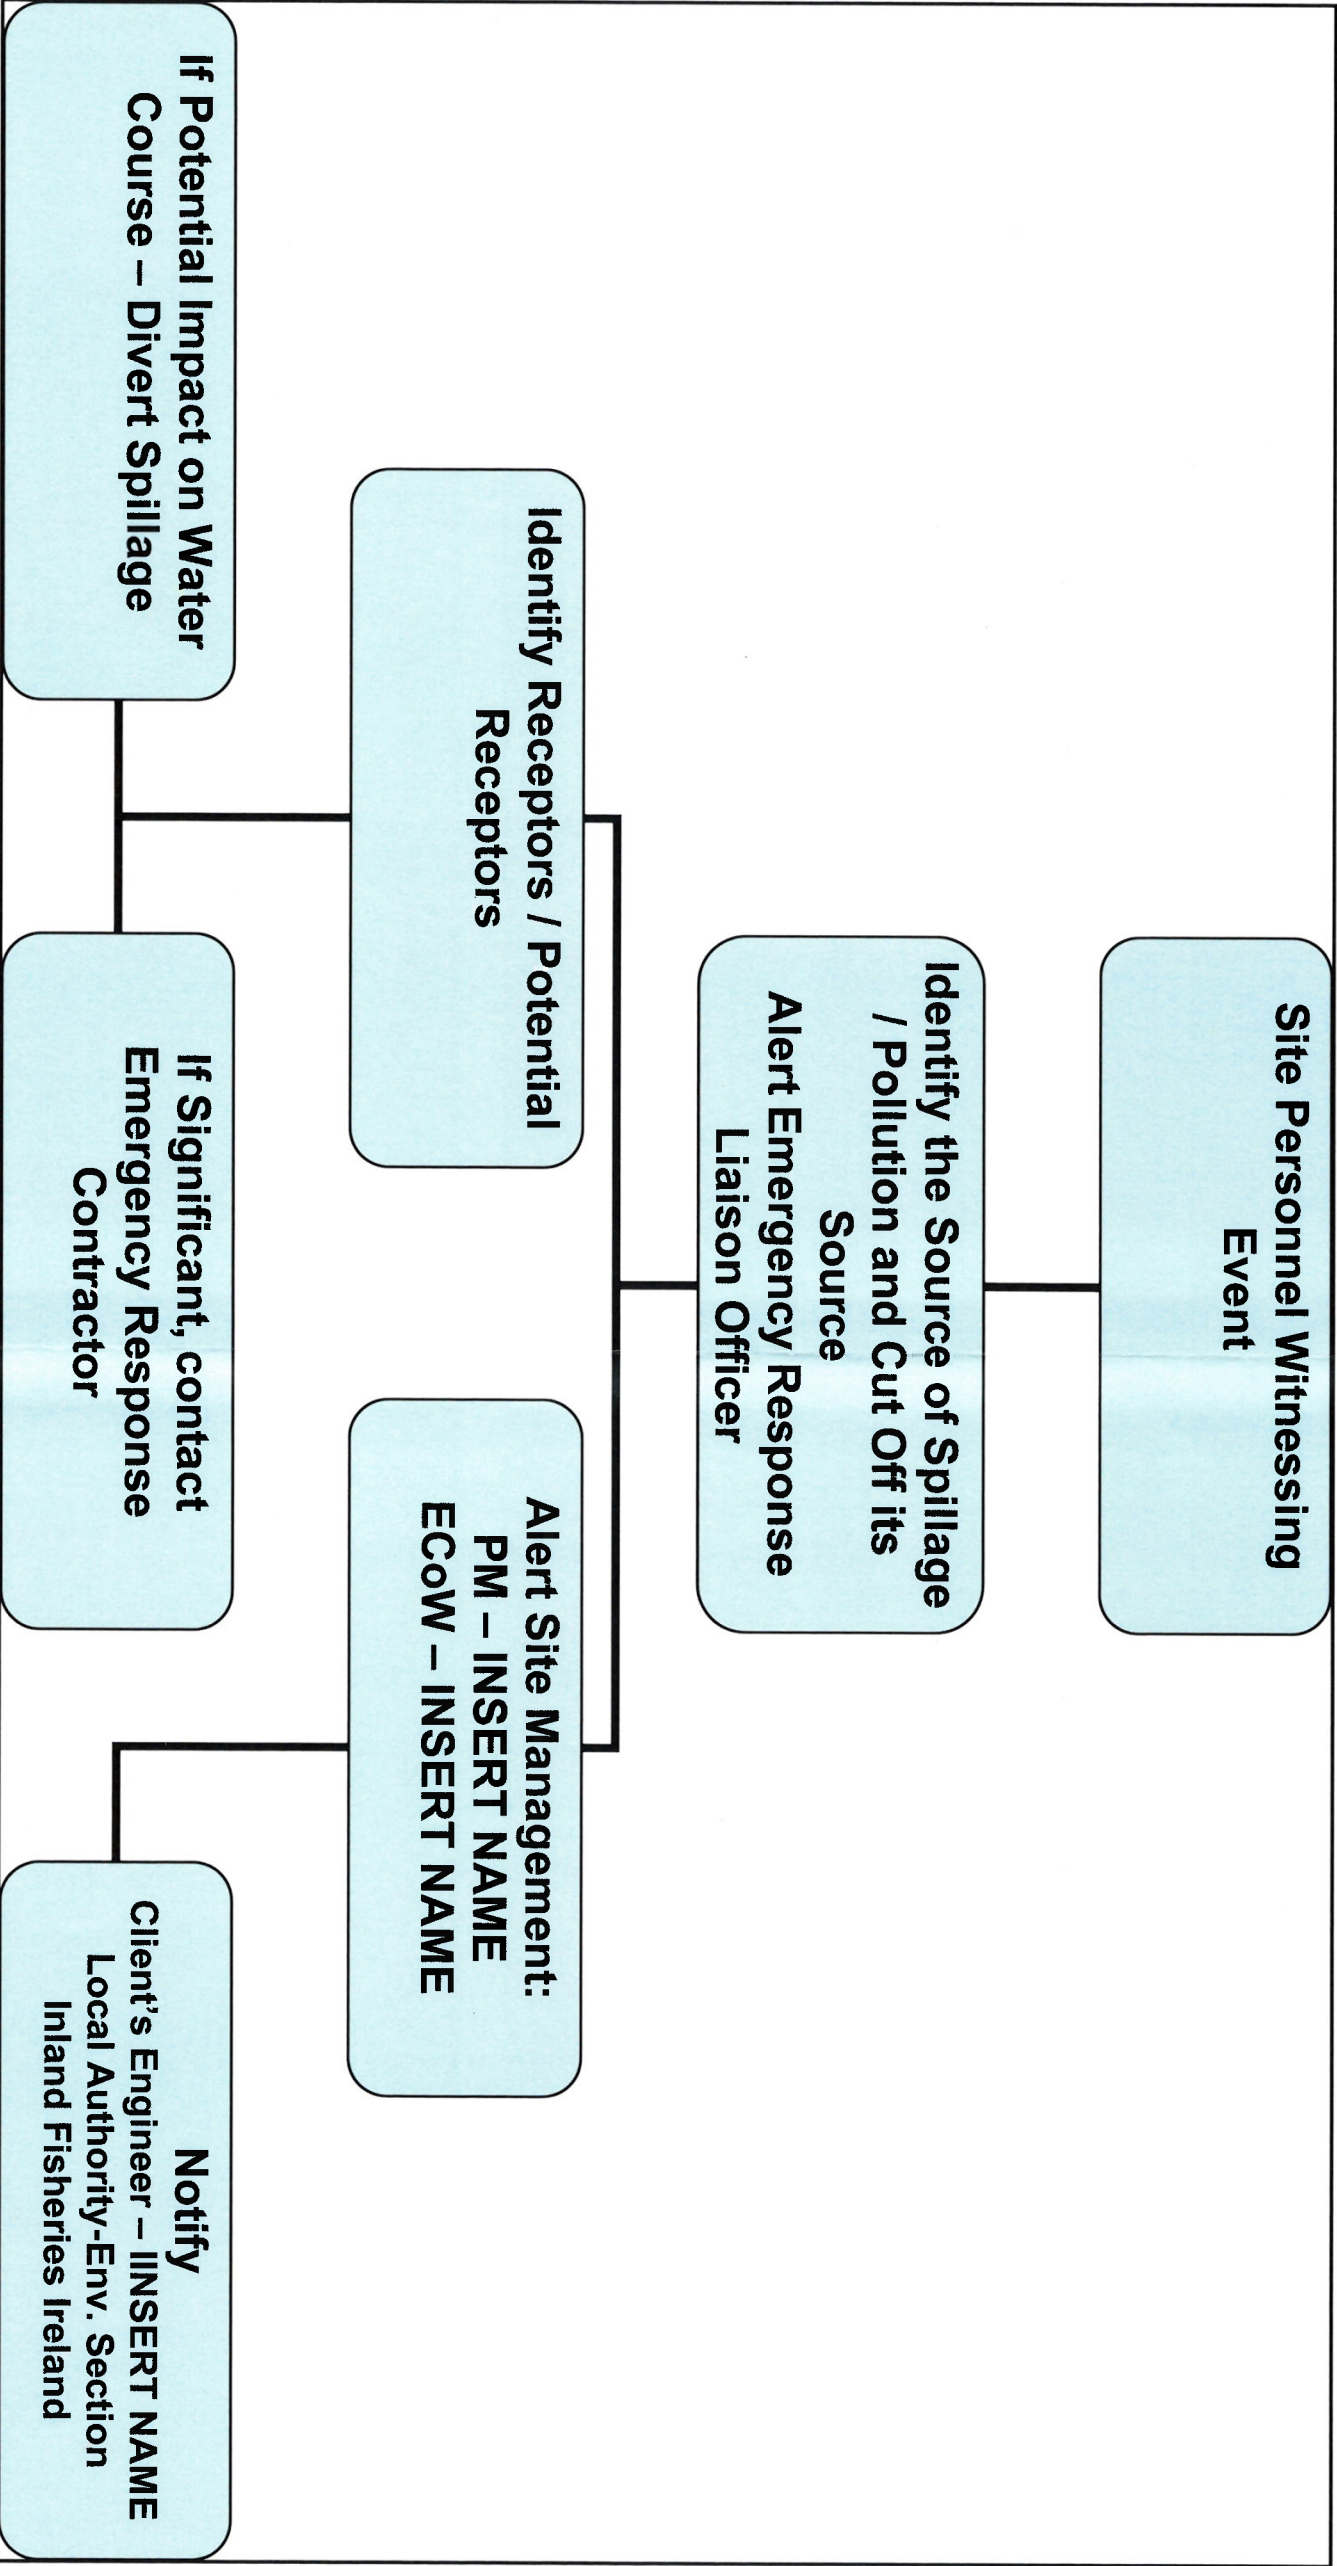 Site Personnel Witnessing
Event
Identify the Source of Spillage
/ Pollution and Cut Off its
Source
Alert Emergency Response
Liaison Officer
Identify Receptors / Potential
Receptors
Alert Site Management:
PM – INSERT NAME
ECoW – INSERT NAME
If Potential Impact on Water
Course – Divert Spillage
If Significant, contact
Emergency Response
Contractor
Notify
Client's Engineer – IINSERT NAME
Local Authority-Env. Section
Inland Fisheries Ireland